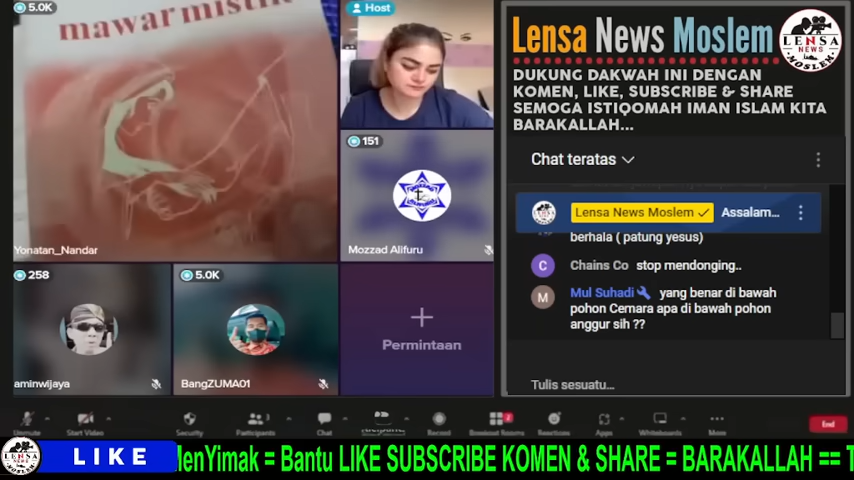 5.0K
mawar mistik
Yonatan_Nandar
Host
151
Mozzad Alifuru
258
aminwijaya
5.0K
BangZUMA01
Permintaan
Lensa News Moslem
LENSA
NEWS
MOSLEM
DUKUNG DAKWAH INI DENGAN
KOMEN, LIKE, SUBSCRIBE & SHARE
SEMOGA ISTIQOMAH IMAN ISLAM KITA
BARAKALLAH...
Chat teratas
Lensa News Moslem Assalam...
berhala ( patung yesus)
Chains Co stop mendonging..
Mul Suhadi yang benar di bawah
pohon Cemara apa di bawah pohon
anggur sih ??
Tulis sesuatu...
Unmute
Start Video
Security
Participants
Chat
Record
Breakout Rooms
Reactions
Apps
Whiteboards
More
End
LIKE
MenYimak = Bantu LIKE SUBSCRIBE KOMEN & SHARE = BARAKALLAH == T